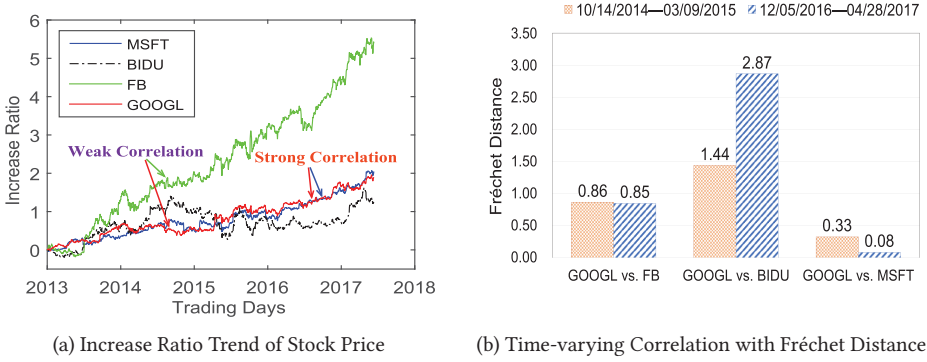 6
5
4
3
2
1
0
Increase Ratio
MSFT
BIDU
FB
GOOGL
Weak Correlation
Strong Correlation
2013 2014 2015 2016 2017 2018
Trading Days
(a) Increase Ratio Trend of Stock Price
10/14/2014—03/09/2015 12/05/2016—04/28/2017
3.50
3.00
2.50
2.00
1.50
1.00
0.50
0.00
Fréchet Distance
0.86 0.85
1.44 2.87
0.33 0.08
GOOGL vs. FB GOOGL vs. BIDU GOOGL vs. MSFT
(b) Time-varying Correlation with Fréchet Distance